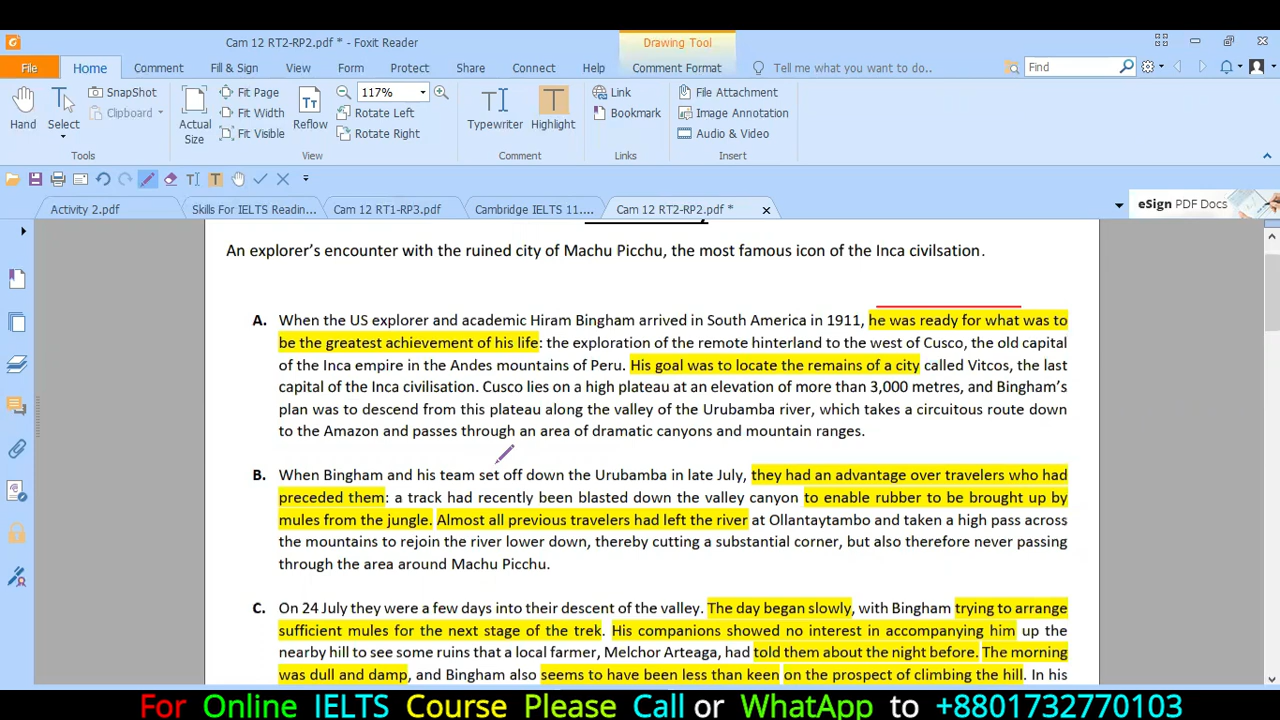 Cam 12 RT2-RP2.pdf * - Foxit Reader
Drawing Tool
File Home Comment Fill & Sign View Form Protect Share Connect Help Comment Format Tell me what you want to do.. Find
SnapShot Fit Page 117% Link File Attachment
Clipboard Fit Width Rotate Left Bookmark Image Annotation
Hand Select Actual Size Reflow Fit Visible Rotate Right Typewriter Highlight Audio & Video
Tools View Comment Links Insert
Activity 2.pdf Skills For IELTS Readin... Cam 12 RT1-RP3.pdf Cambridge IELTS 11.... Cam 12 RT2-RP2.pdf * eSign PDF Docs
An explorer's encounter with the ruined city of Machu Picchu, the most famous icon of the Inca civilsation.
A. When the US explorer and academic Hiram Bingham arrived in South America in 1911, he was ready for what was to
be the greatest achievement of his life: the exploration of the remote hinterland to the west of Cusco, the old capital
of the Inca empire in the Andes mountains of Peru. His goal was to locate the remains of a city called Vitcos, the last
capital of the Inca civilisation. Cusco lies on a high plateau at an elevation of more than 3,000 metres, and Bingham's
plan was to descend from this plateau along the valley of the Urubamba river, which takes a circuitous route down
to the Amazon and passes through an area of dramatic canyons and mountain ranges.
B. When Bingham and his team set off down the Urubamba in late July, they had an advantage over travelers who had
preceded them: a track had recently been blasted down the valley canyon to enable rubber to be brought up by
mules from the jungle. Almost all previous travelers had left the river at Ollantaytambo and taken a high pass across
the mountains to rejoin the river lower down, thereby cutting a substantial corner, but also therefore never passing
through the area around Machu Picchu.
C. On 24 July they were a few days into their descent of the valley. The day began slowly, with Bingham trying to arrange
sufficient mules for the next stage of the trek. His companions showed no interest in accompanying him up the
nearby hill to see some ruins that a local farmer, Melchor Arteaga, had told them about the night before. The morning
was dull and damp, and Bingham also seems to have been less than keen on the prospect of climbing the hill. In his
For Online IELTS Course Please Call or WhatApp to +8801732770103